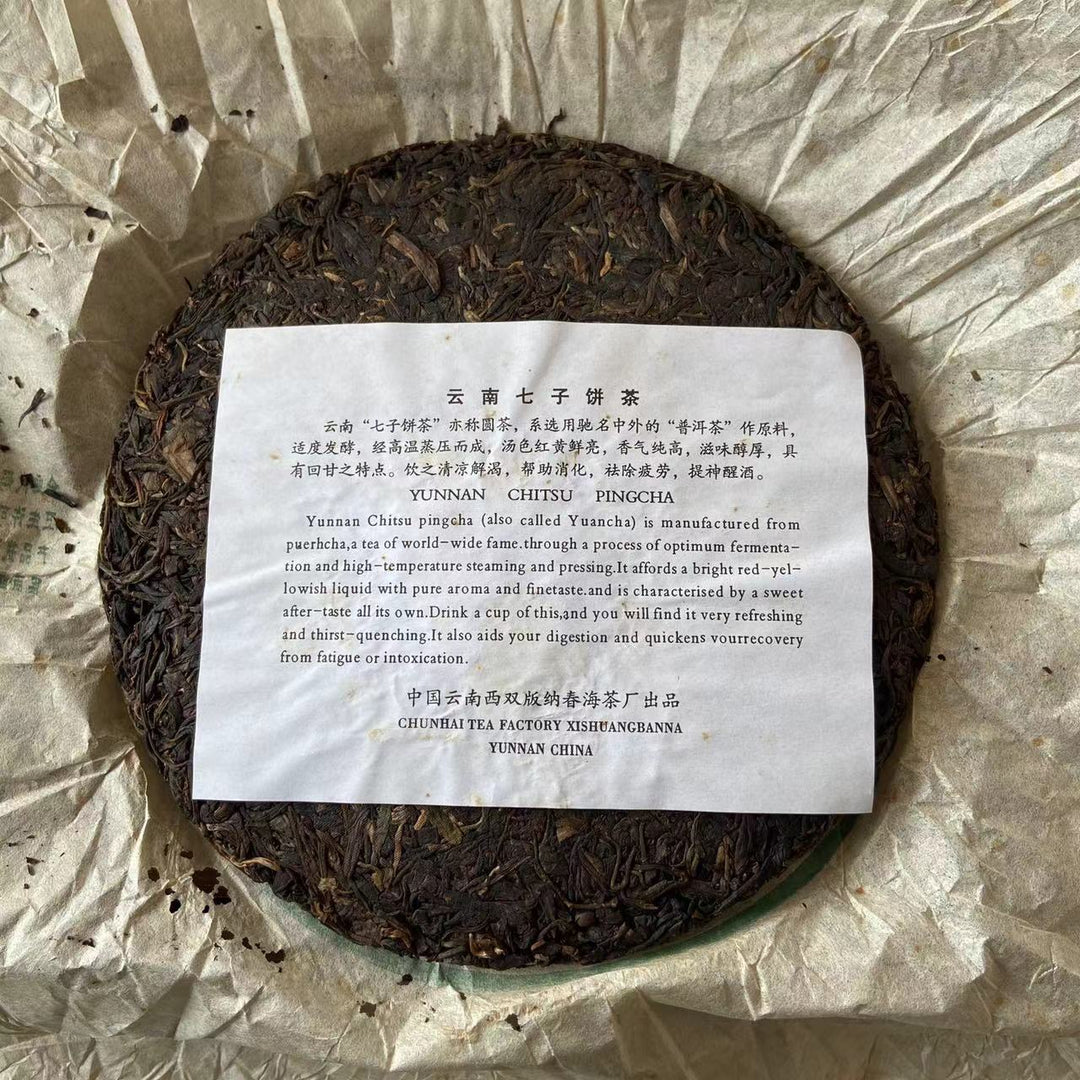 云南七子饼茶
云南“七子饼茶”亦称圆茶，系选用驰名中外的“普洱茶”作原料，
适度发酵，经高温蒸压而成，汤色红黄鲜亮，香气纯高，滋味醇厚，具
有回甘之特点。饮之清凉解渴，帮助消化，祛除疲劳，提神醒酒。
YUNNAN CHITSU PINGCHA
Yunnan Chitsu pingcha (also called Yuancha) is manufactured from
puerhcha,a tea of world-wide fame.through a process of optimum fermenta-
tion and high-temperature steaming and pressing.It affords a bright red-yel-
lowish liquid with pure aroma and finetaste.and is characterised by a sweet
after-taste all its own.Drink a cup of this,and you will find it very refreshing
and thirst-quenching.It also aids your digestion and quickens vourrecovery
from fatigue or intoxication.
中国云南西双版纳春海茶厂出品
CHUNHAI TEA FACTORY XISHUANGBANNA
YUNNAN CHINA